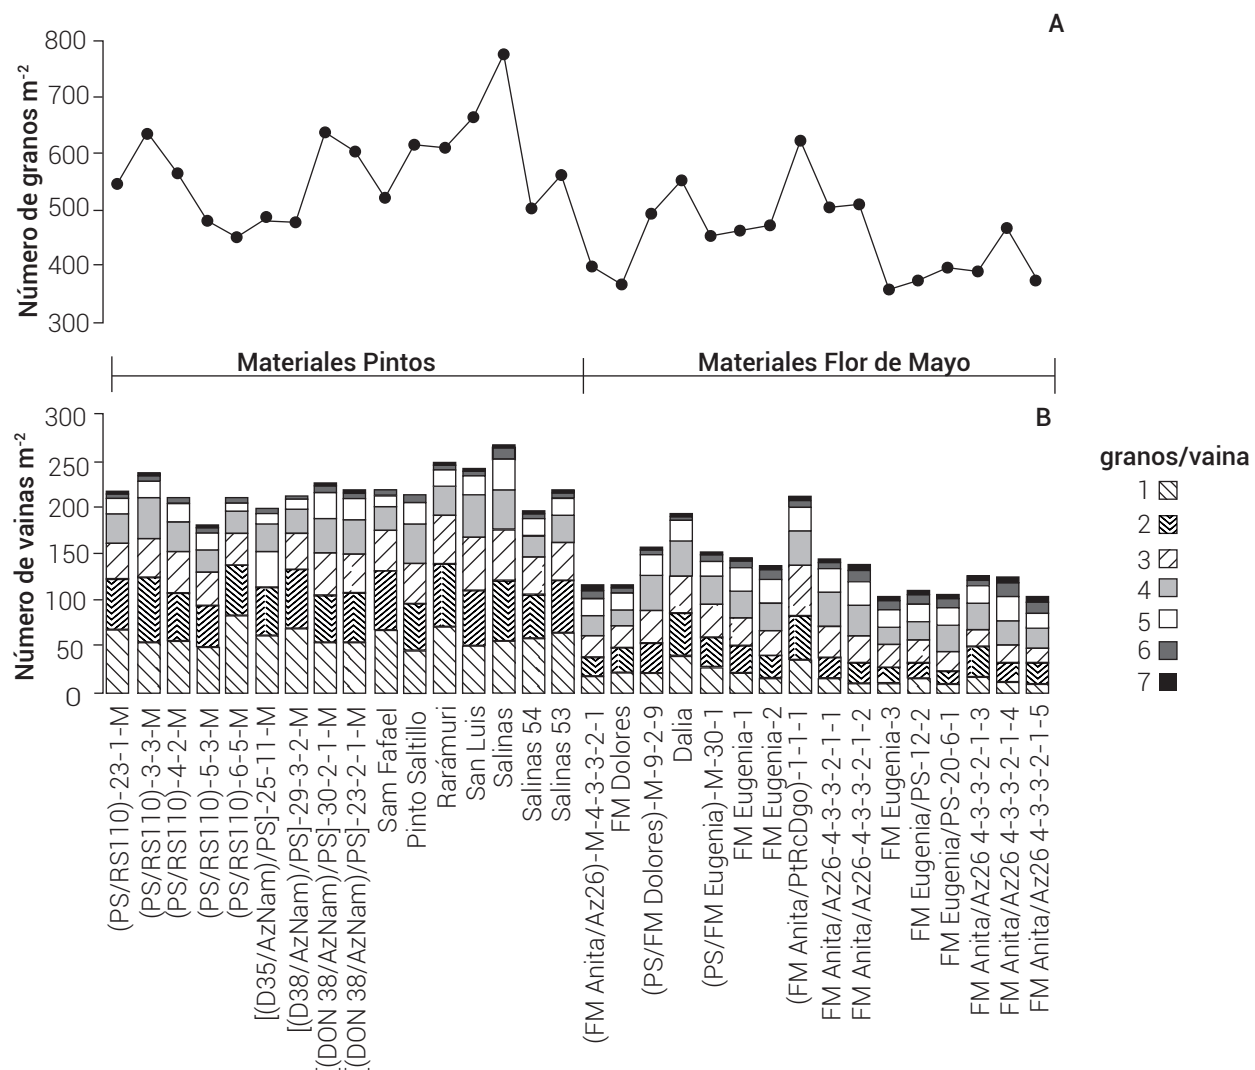 A
Número de granos m-2
800
700
600
500
400
300
Materiales Pintos
Materiales Flor de Mayo
B
Número de vainas m-2
300
250
200
150
100
50
0
granos/vaina
1
2
3
4
5
6
7
(PS/RS110)-23-1-M
(PS/RS110)-3-3-M
(PS/RS110)-4-2-M
(PS/RS110)-5-3-M
(PS/RS110)-6-5-M
[(D35/AzNam)/PS]-25-11-M
[(D38/AzNam)/PS]-29-3-2-M
[(DON 38/AzNam)/PS]-30-2-1-M
[(DON 38/AzNam)/PS]-23-2-1-M
Sam Fafael
Pinto Saltillo
Rarámuri
San Luis
Salinas
Salinas 54
Salinas 53
(FM Anita/Az26)-M-4-3-3-2-1
FM Dolores
(PS/FM Dolores)-M-9-2-9
Dalia
(PS/FM Eugenia)-M-30-1
FM Eugenia-1
FM Eugenia-2
(FM Anita/PtRcDgo)-1-1-1
FM Anita/Az26-4-3-3-2-1-1
FM Anita/Az26-4-3-3-2-1-2
FM Eugenia-3
FM Eugenia/PS-12-2
FM Eugenia/PS-20-6-1
FM Anita/Az26 4-3-3-2-1-3
FM Anita/Az26 4-3-3-2-1-4
FM Anita/Az26 4-3-3-2-1-5